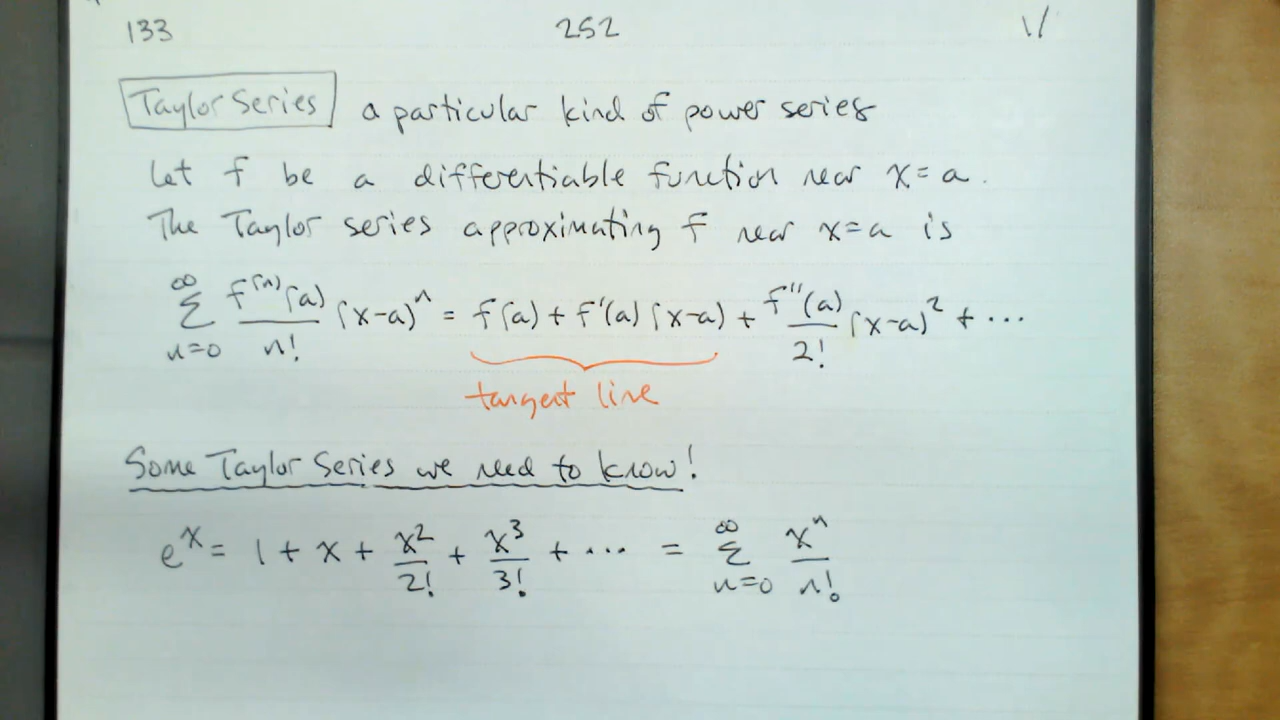 133 252 1/
Taylor Series a particular kind of power series
Let f be a differentiable function near x=a.
The Taylor series approximating f near x=a is
∞∑n=0 f⁽ⁿ⁾(a)/n! (x-a)ⁿ = f(a) + f'(a)(x-a) + f''(a)/2! (x-a)² + ...
tangent line
Some Taylor Series we need to know!
eˣ = 1 + x + x²/2! + x³/3! + ... = ∞∑n=0 xⁿ/n!